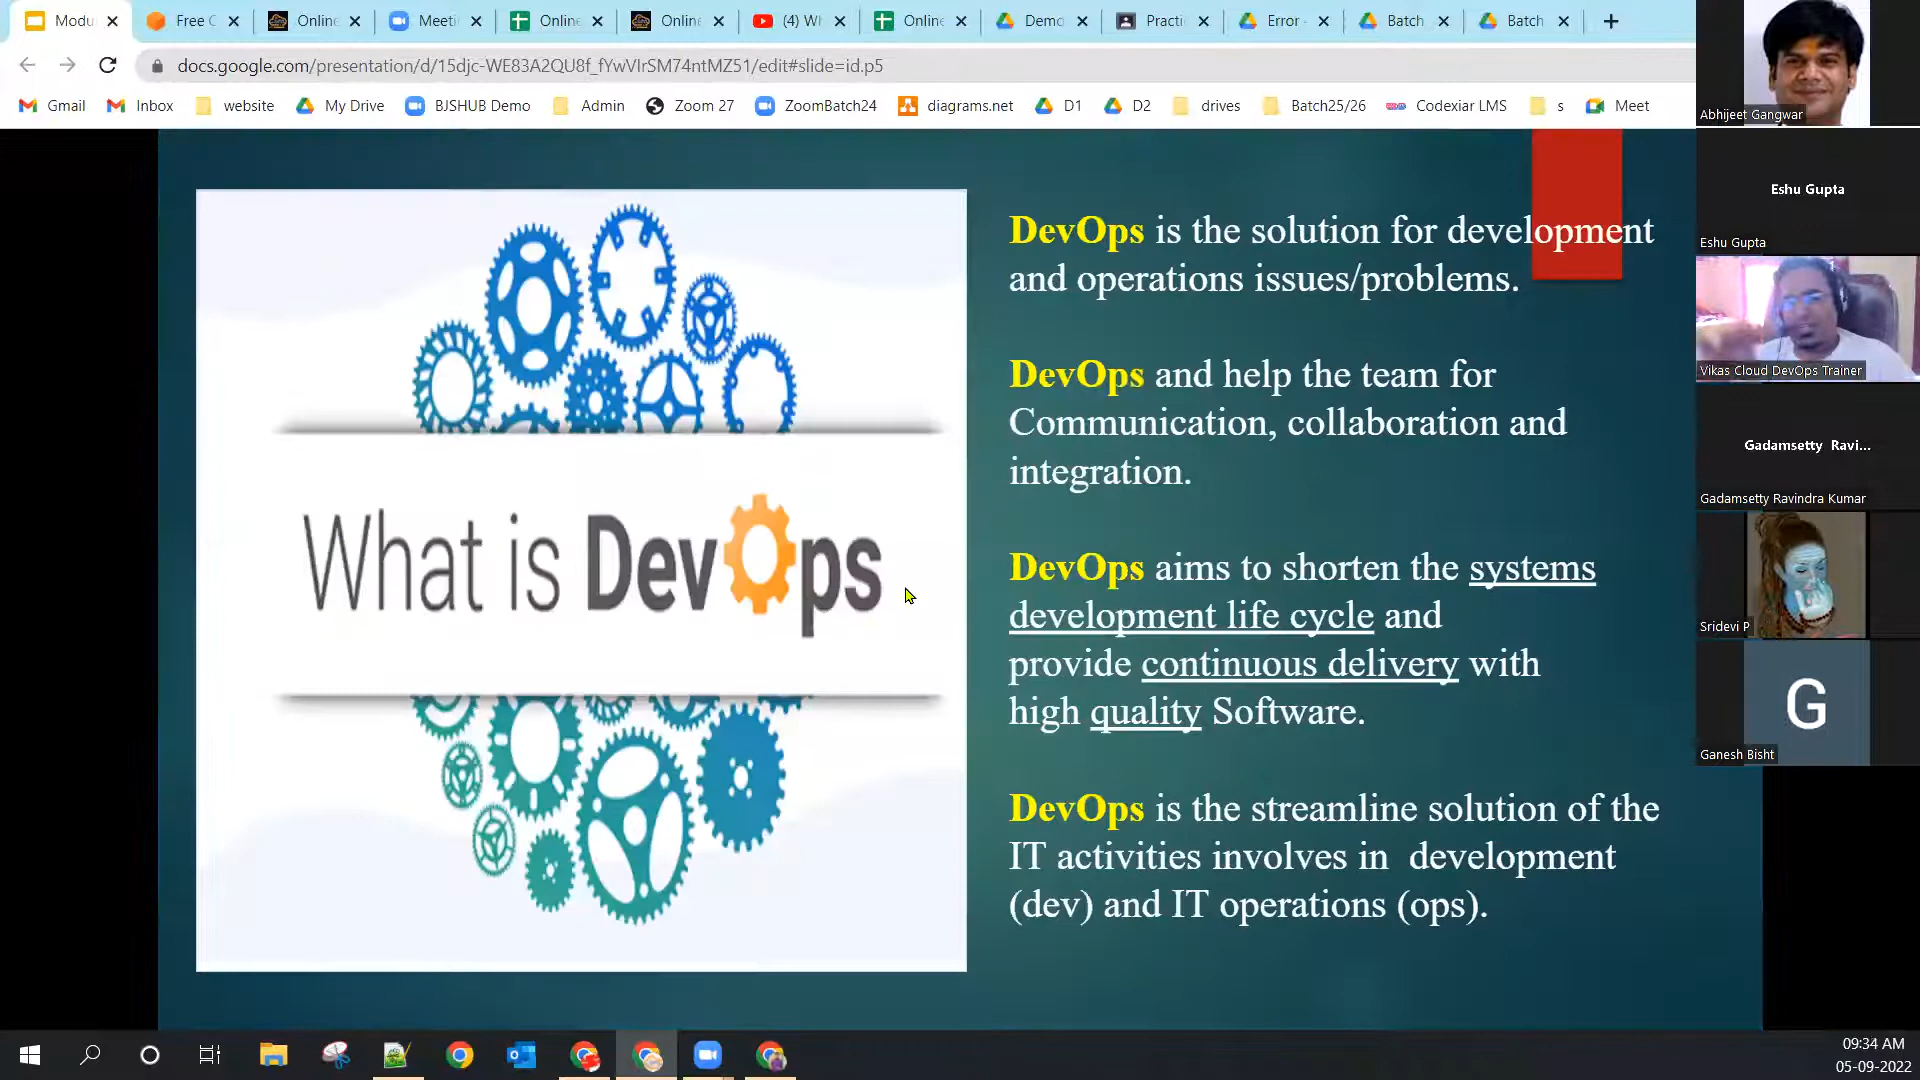 Modu
Free C
Online
Meeti
Online
Online
(4) Wh
Online
Demo
Practi
Error -
Batch
Batch
docs.google.com/presentation/d/15djc-WE83A2QU8f_fYwVIrSM74ntMZ51/edit#slide=id.p5
Gmail
Inbox
website
My Drive
BJSHUB Demo
Admin
Zoom 27
ZoomBatch24
diagrams.net
D1
D2
drives
Batch25/26
Codexiar LMS
s
Meet
What is DevOps
DevOps is the solution for development
and operations issues/problems.
DevOps and help the team for
Communication, collaboration and
integration.
DevOps aims to shorten the systems
development life cycle and
provide continuous delivery with
high quality Software.
DevOps is the streamline solution of the
IT activities involves in  development
(dev) and IT operations (ops).
Abhijeet Gangwar
Eshu Gupta
Eshu Gupta
Vikas Cloud DevOps Trainer
Gadamsetty Ravi...
Gadamsetty Ravindra Kumar
Sridevi P
G
Ganesh Bisht
09:34 AM
05-09-2022